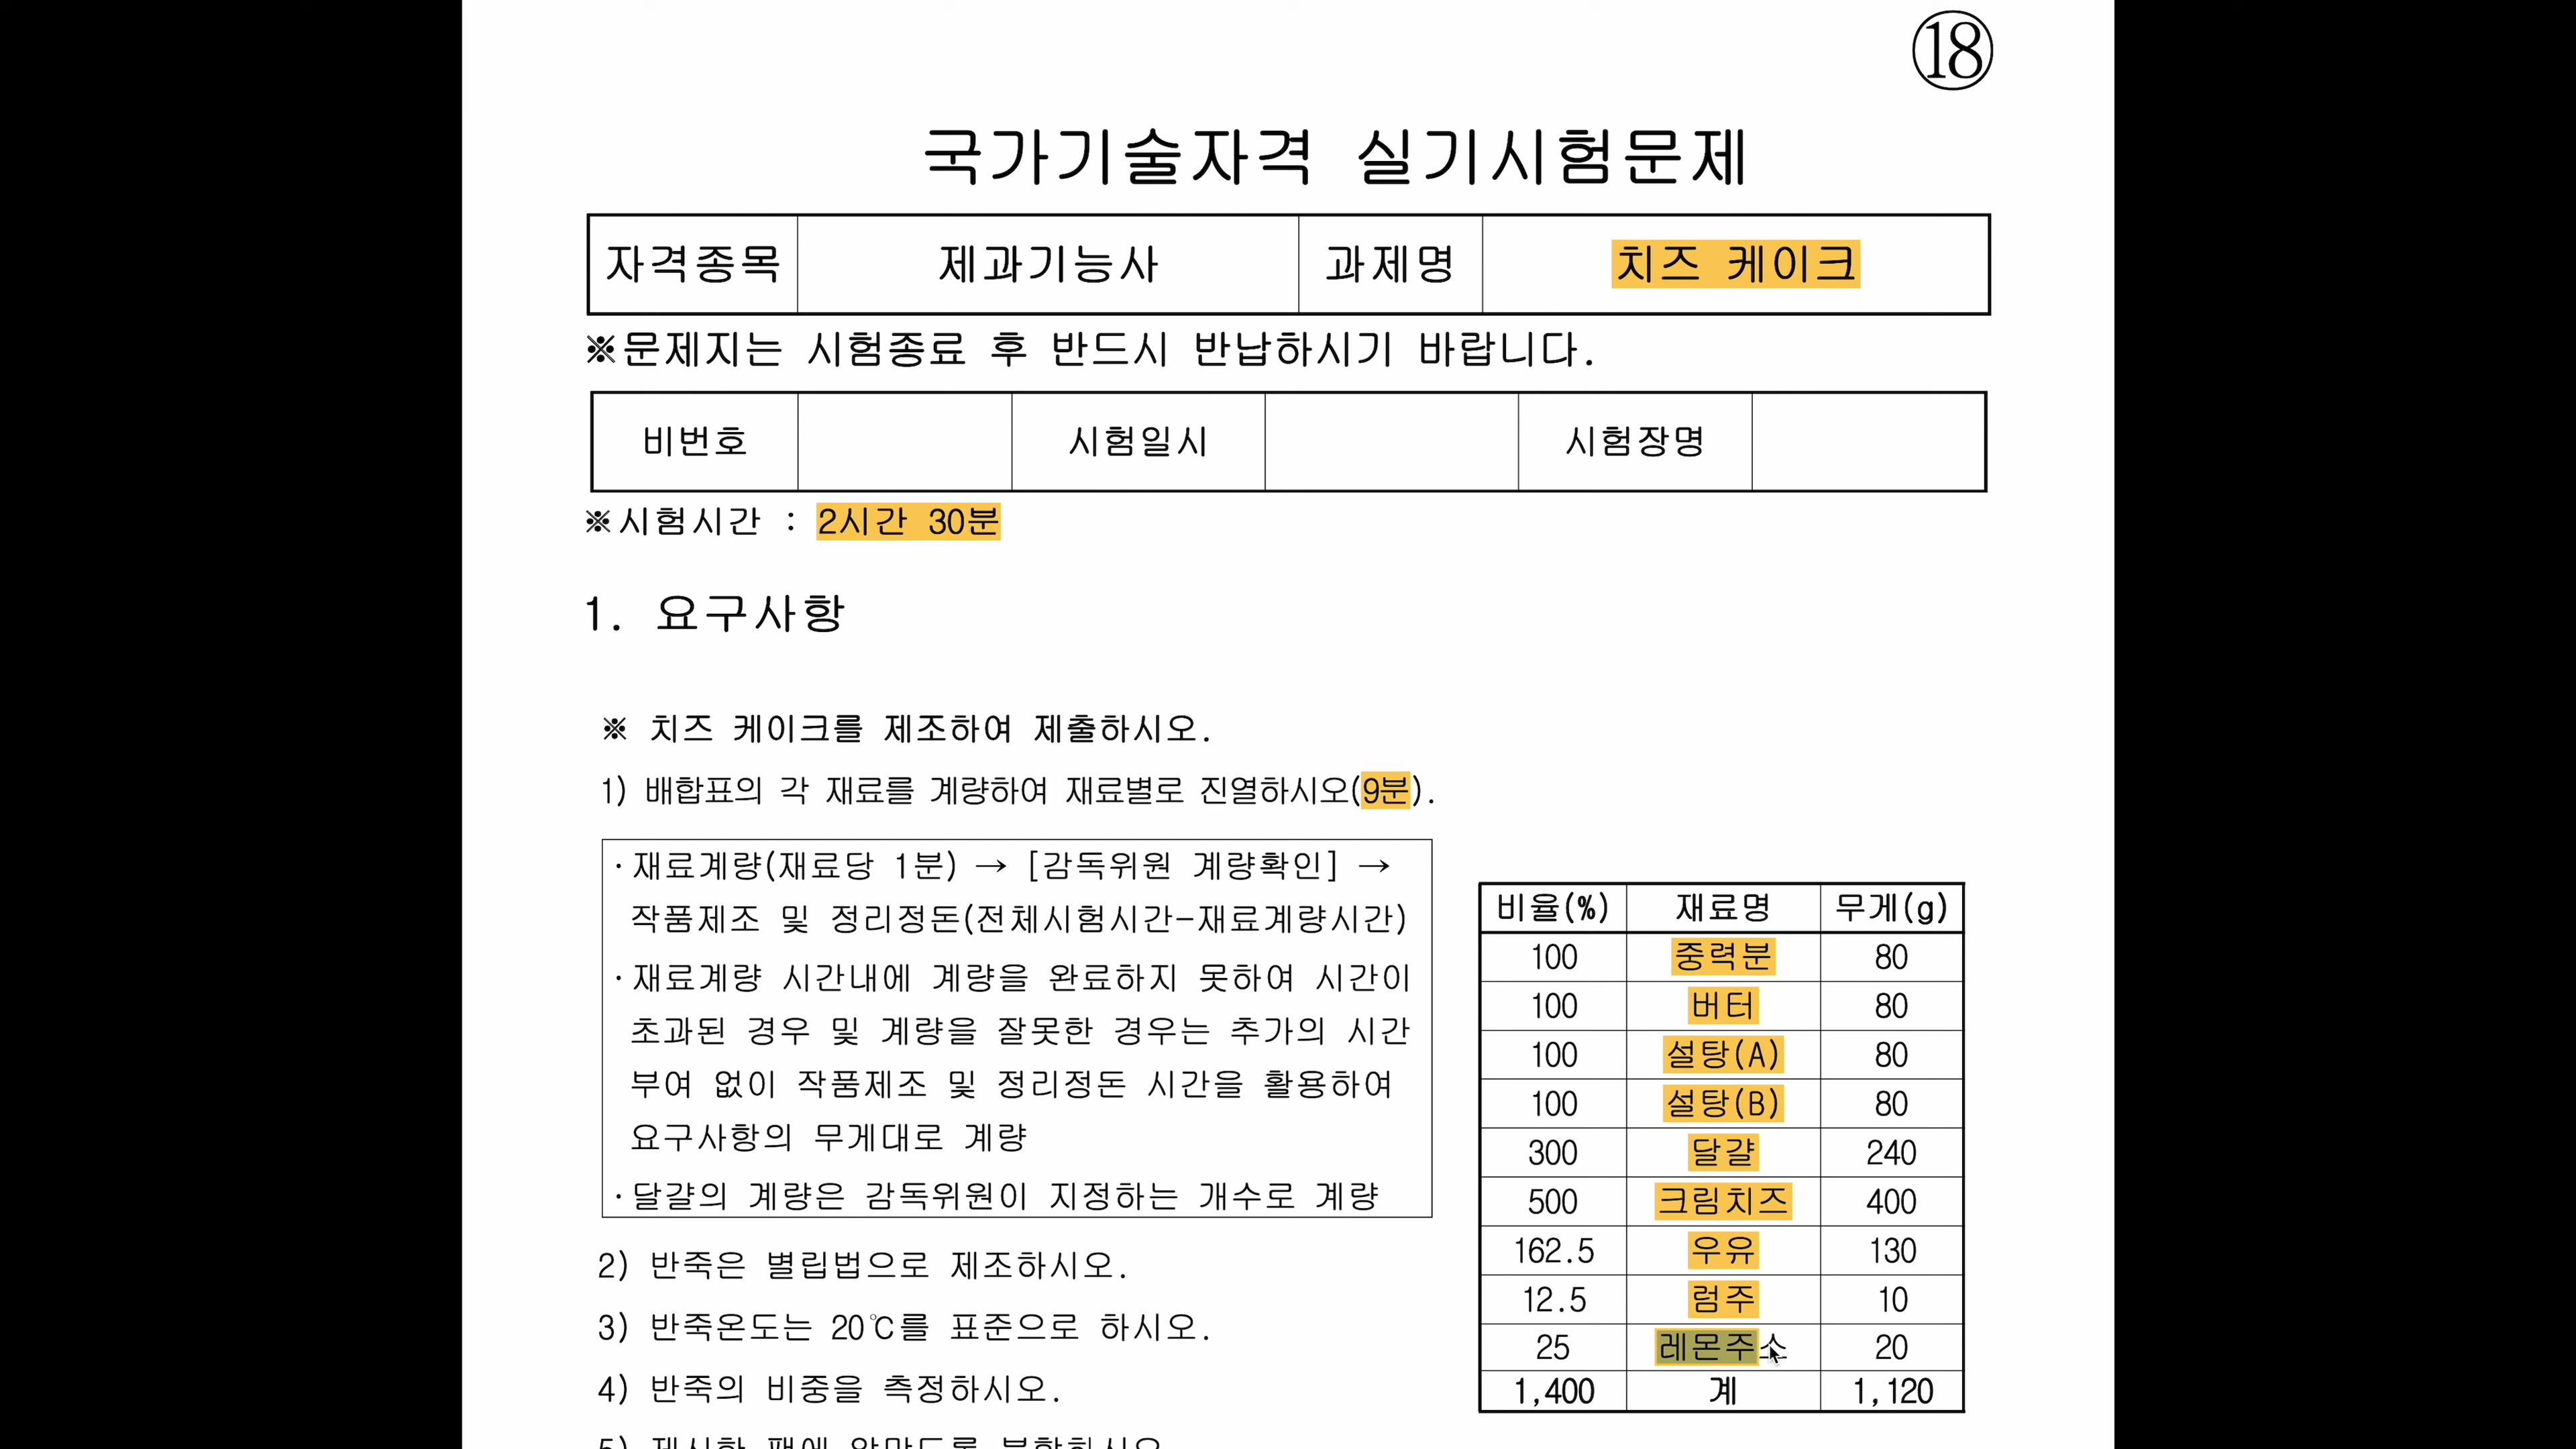 ⑱
국가기술자격 실기시험문제
자격종목 제과기능사 과제명 치즈 케이크
※문제지는 시험종료 후 반드시 반납하시기 바랍니다.
비번호 시험일시 시험장명
※시험시간 : 2시간 30분
1. 요구사항
※ 치즈 케이크를 제조하여 제출하시오.
1) 배합표의 각 재료를 계량하여 재료별로 진열하시오(9분).
·재료계량(재료당 1분) → [감독위원 계량확인] →
작품제조 및 정리정돈(전체시험시간-재료계량시간)
·재료계량 시간내에 계량을 완료하지 못하여 시간이
초과된 경우 및 계량을 잘못한 경우는 추가의 시간
부여 없이 작품제조 및 정리정돈 시간을 활용하여
요구사항의 무게대로 계량
·달걀의 계량은 감독위원이 지정하는 개수로 계량
2) 반죽은 별립법으로 제조하시오.
3) 반죽온도는 20℃를 표준으로 하시오.
4) 반죽의 비중을 측정하시오.
5) 제시한 팬에 알맞도록 분할하시오
비율(%) 재료명 무게(g)
100 중력분 80
100 버터 80
100 설탕(A) 80
100 설탕(B) 80
300 달걀 240
500 크림치즈 400
162.5 우유 130
12.5 럼주 10
25 레몬주스 20
1,400 계 1,120